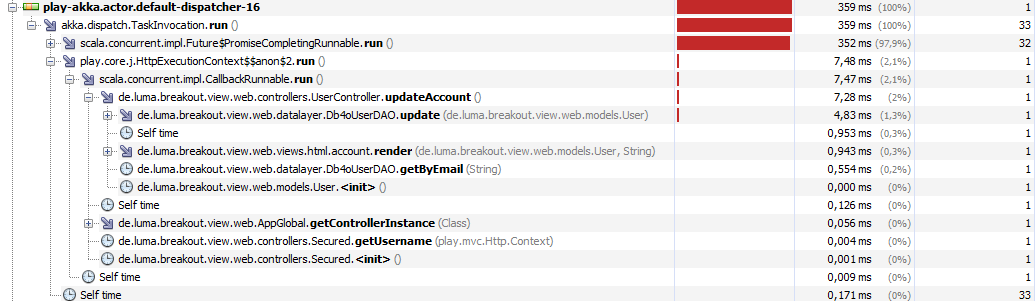 play-akka.actor.default-dispatcher-16 359 ms (100%) 1
akka.dispatch.TaskInvocation.run () 359 ms (100%) 33
scala.concurrent.impl.Future$PromiseCompletingRunnable.run () 352 ms (97,9%) 32
play.core.j.HttpExecutionContext$$anon$2.run () 7,48 ms (2,1%) 1
scala.concurrent.impl.CallbackRunnable.run () 7,47 ms (2,1%) 1
de.luma.breakout.view.web.controllers.UserController.updateAccount () 7,28 ms (2%) 1
de.luma.breakout.view.web.datalayer.Db4oUserDAO.update (de.luma.breakout.view.web.models.User) 4,83 ms (1,3%) 1
Self time 0,953 ms (0,3%) 1
de.luma.breakout.view.web.views.html.account.render (de.luma.breakout.view.web.models.User, String) 0,943 ms (0,3%) 1
de.luma.breakout.view.web.datalayer.Db4oUserDAO.getByEmail (String) 0,554 ms (0,2%) 1
de.luma.breakout.view.web.models.User.<init> () 0,000 ms (0%) 1
Self time 0,126 ms (0%) 1
de.luma.breakout.view.web.AppGlobal.getControllerInstance (Class) 0,056 ms (0%) 1
de.luma.breakout.view.web.controllers.Secured.getUsername (play.mvc.Http.Context) 0,004 ms (0%) 1
de.luma.breakout.view.web.controllers.Secured.<init> () 0,001 ms (0%) 1
Self time 0,009 ms (0%) 1
Self time 0,171 ms (0%) 33